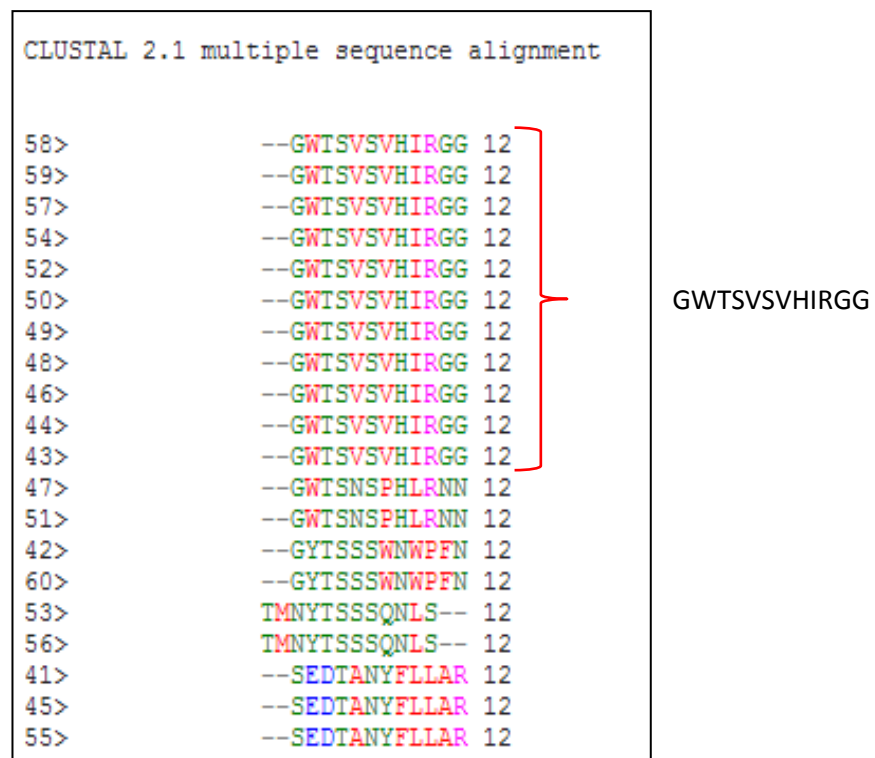 CLUSTAL 2.1 multiple sequence alignment
58> --GWTSVSVHIRGG 12
59> --GWTSVSVHIRGG 12
57> --GWTSVSVHIRGG 12
54> --GWTSVSVHIRGG 12
52> --GWTSVSVHIRGG 12
50> --GWTSVSVHIRGG 12
GWTSVSVHIRGG
49> --GWTSVSVHIRGG 12
48> --GWTSVSVHIRGG 12
46> --GWTSVSVHIRGG 12
44> --GWTSVSVHIRGG 12
43> --GWTSVSVHIRGG 12
47> --GWTSNSPHLRNN 12
51> --GWTSNSPHLRNN 12
42> --GYTSSSWNWPFN 12
60> --GYTSSSWNWPFN 12
53> TMNYTSSSQNLS-- 12
56> TMNYTSSSQNLS-- 12
41> --SEDTANYFLLAR 12
45> --SEDTANYFLLAR 12
55> --SEDTANYFLLAR 12